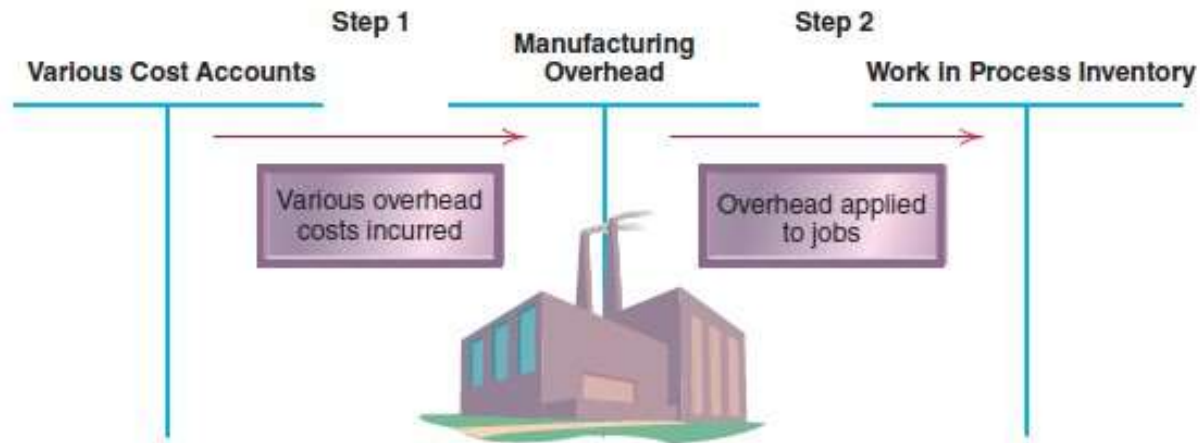 Step 1
Step 2
Various Cost Accounts
Manufacturing
Overhead
Work in Process Inventory
Various overhead
costs incurred
Overhead applied
to jobs